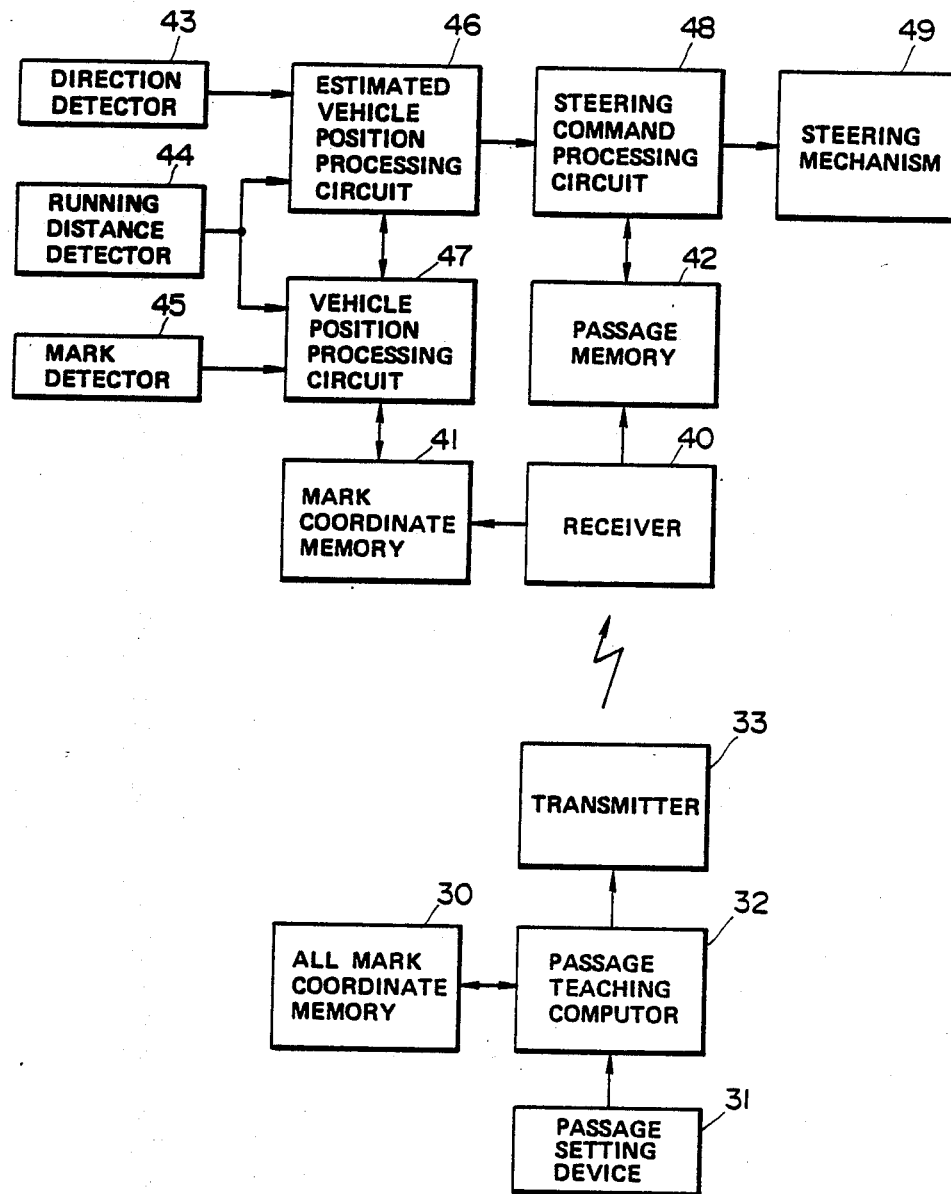 43
DIRECTION
DETECTOR
46
ESTIMATED
VEHICLE
POSITION
PROCESSING
CIRCUIT
48
STEERING
COMMAND
PROCESSING
CIRCUIT
49
STEERING
MECHANISM
44
RUNNING
DISTANCE
DETECTOR
45
MARK
DETECTOR
47
VEHICLE
POSITION
PROCESSING
CIRCUIT
42
PASSAGE
MEMORY
41
MARK
COORDINATE
MEMORY
40
RECEIVER
33
TRANSMITTER
30
ALL MARK
COORDINATE
MEMORY
32
PASSAGE
TEACHING
COMPUTOR
31
PASSAGE
SETTING
DEVICE